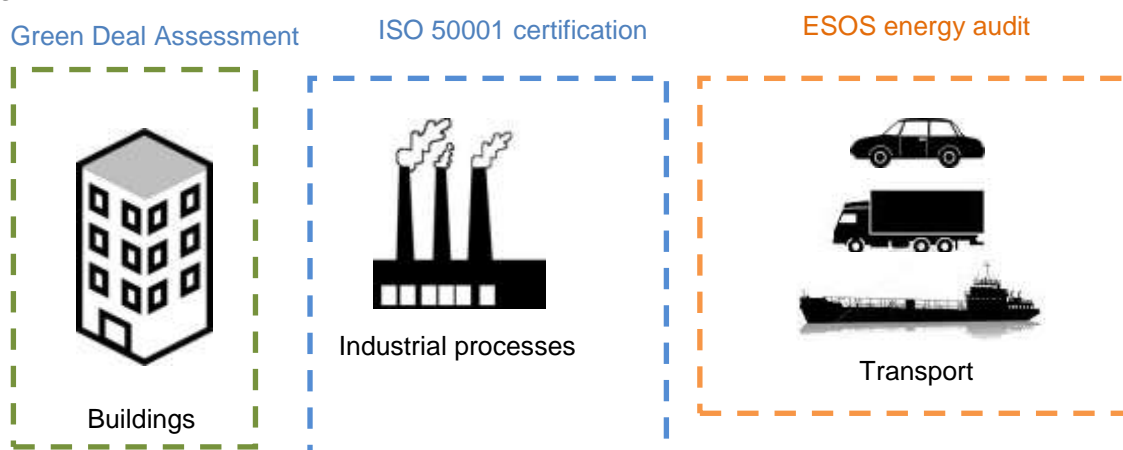 Green Deal Assessment
ISO 50001 certification
ESOS energy audit
Buildings
Industrial processes
Transport